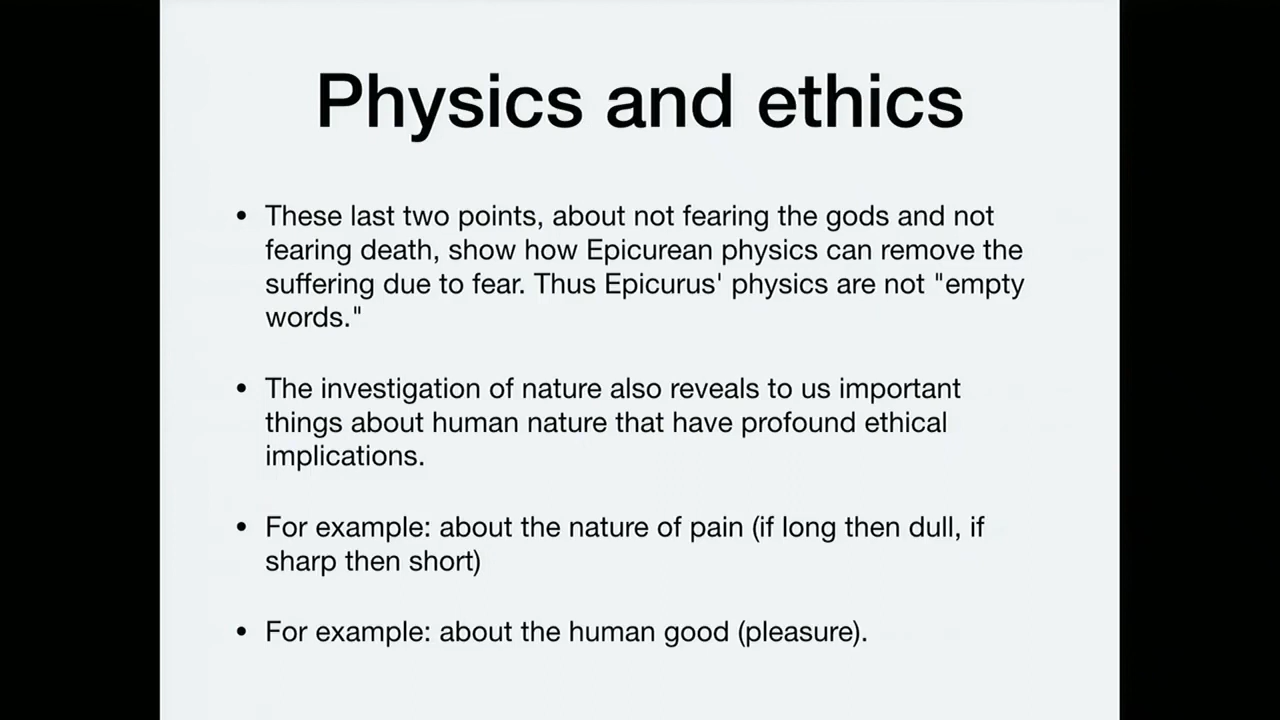 Physics and ethics
• These last two points, about not fearing the gods and not
fearing death, show how Epicurean physics can remove the
suffering due to fear. Thus Epicurus' physics are not "empty
words."
• The investigation of nature also reveals to us important
things about human nature that have profound ethical
implications.
• For example: about the nature of pain (if long then dull, if
sharp then short)
• For example: about the human good (pleasure).